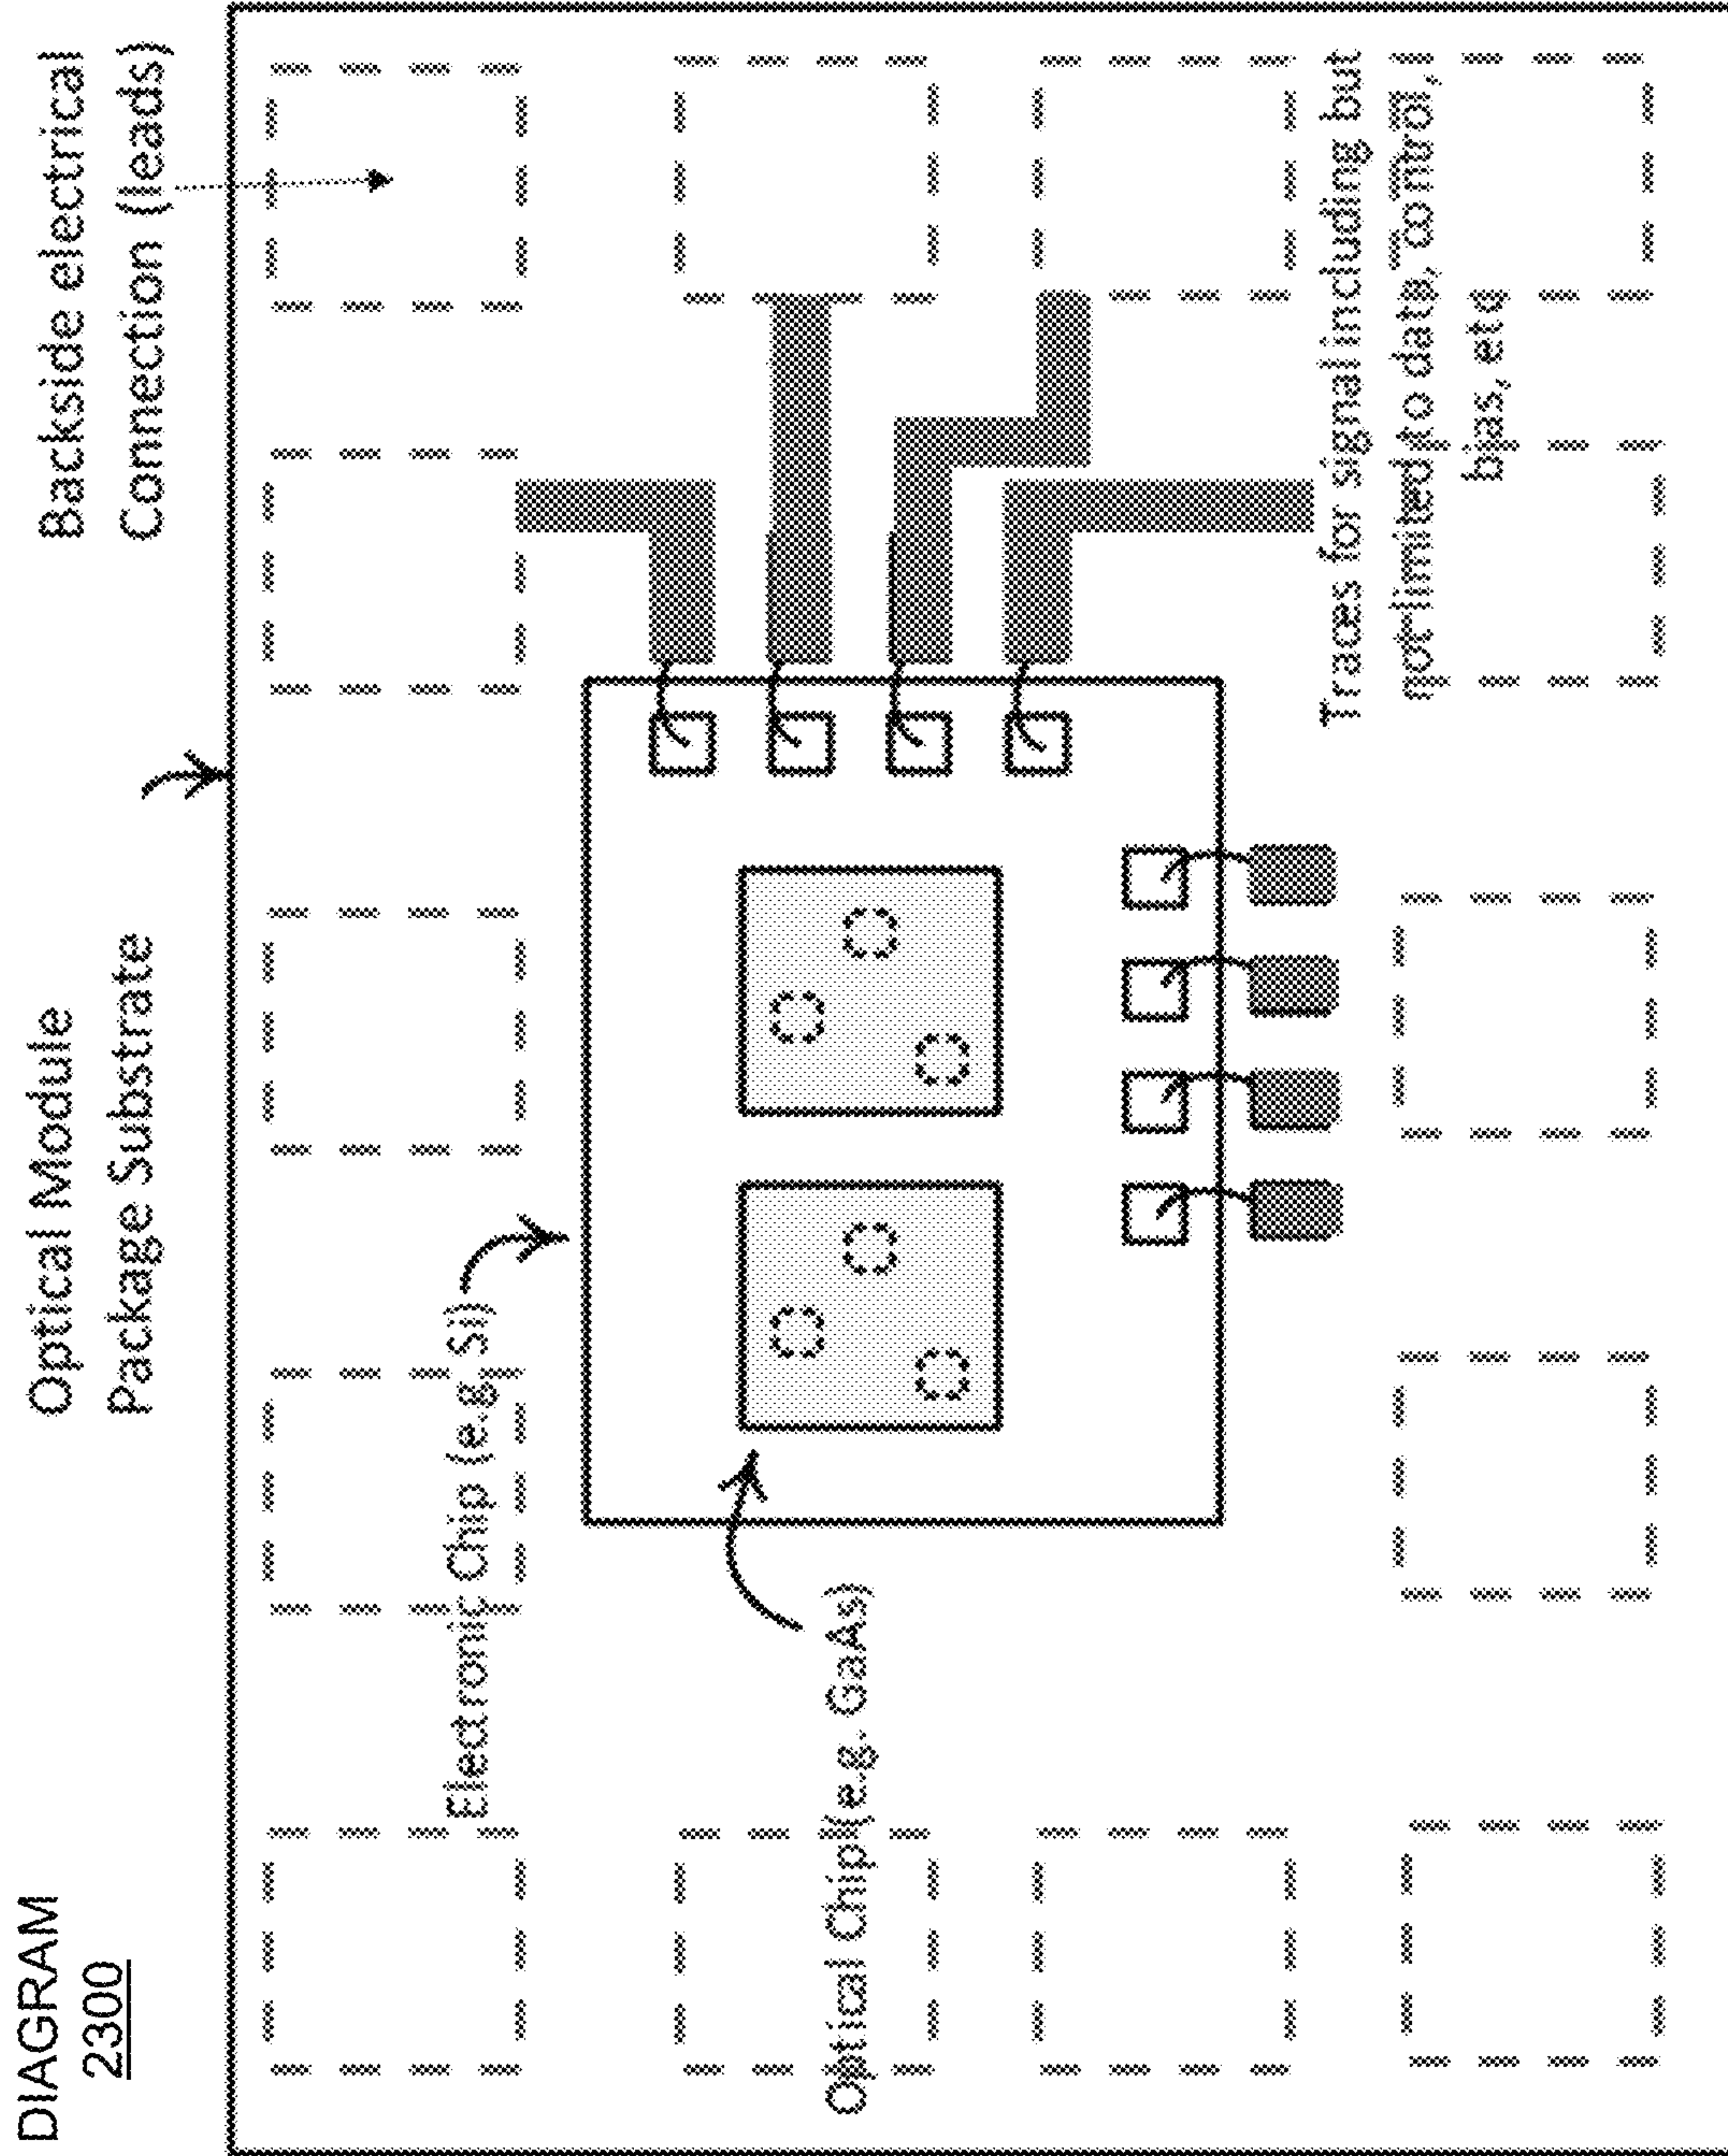 DIAGRAM
2300
Optical Module
Package Substrate
Backside electrical
Connection (leads)
Electronic Chip (e.g. Si)
Optical Chip (e.g. GaAs)
Traces for signal including but
not limited to data, control,
bias, etc